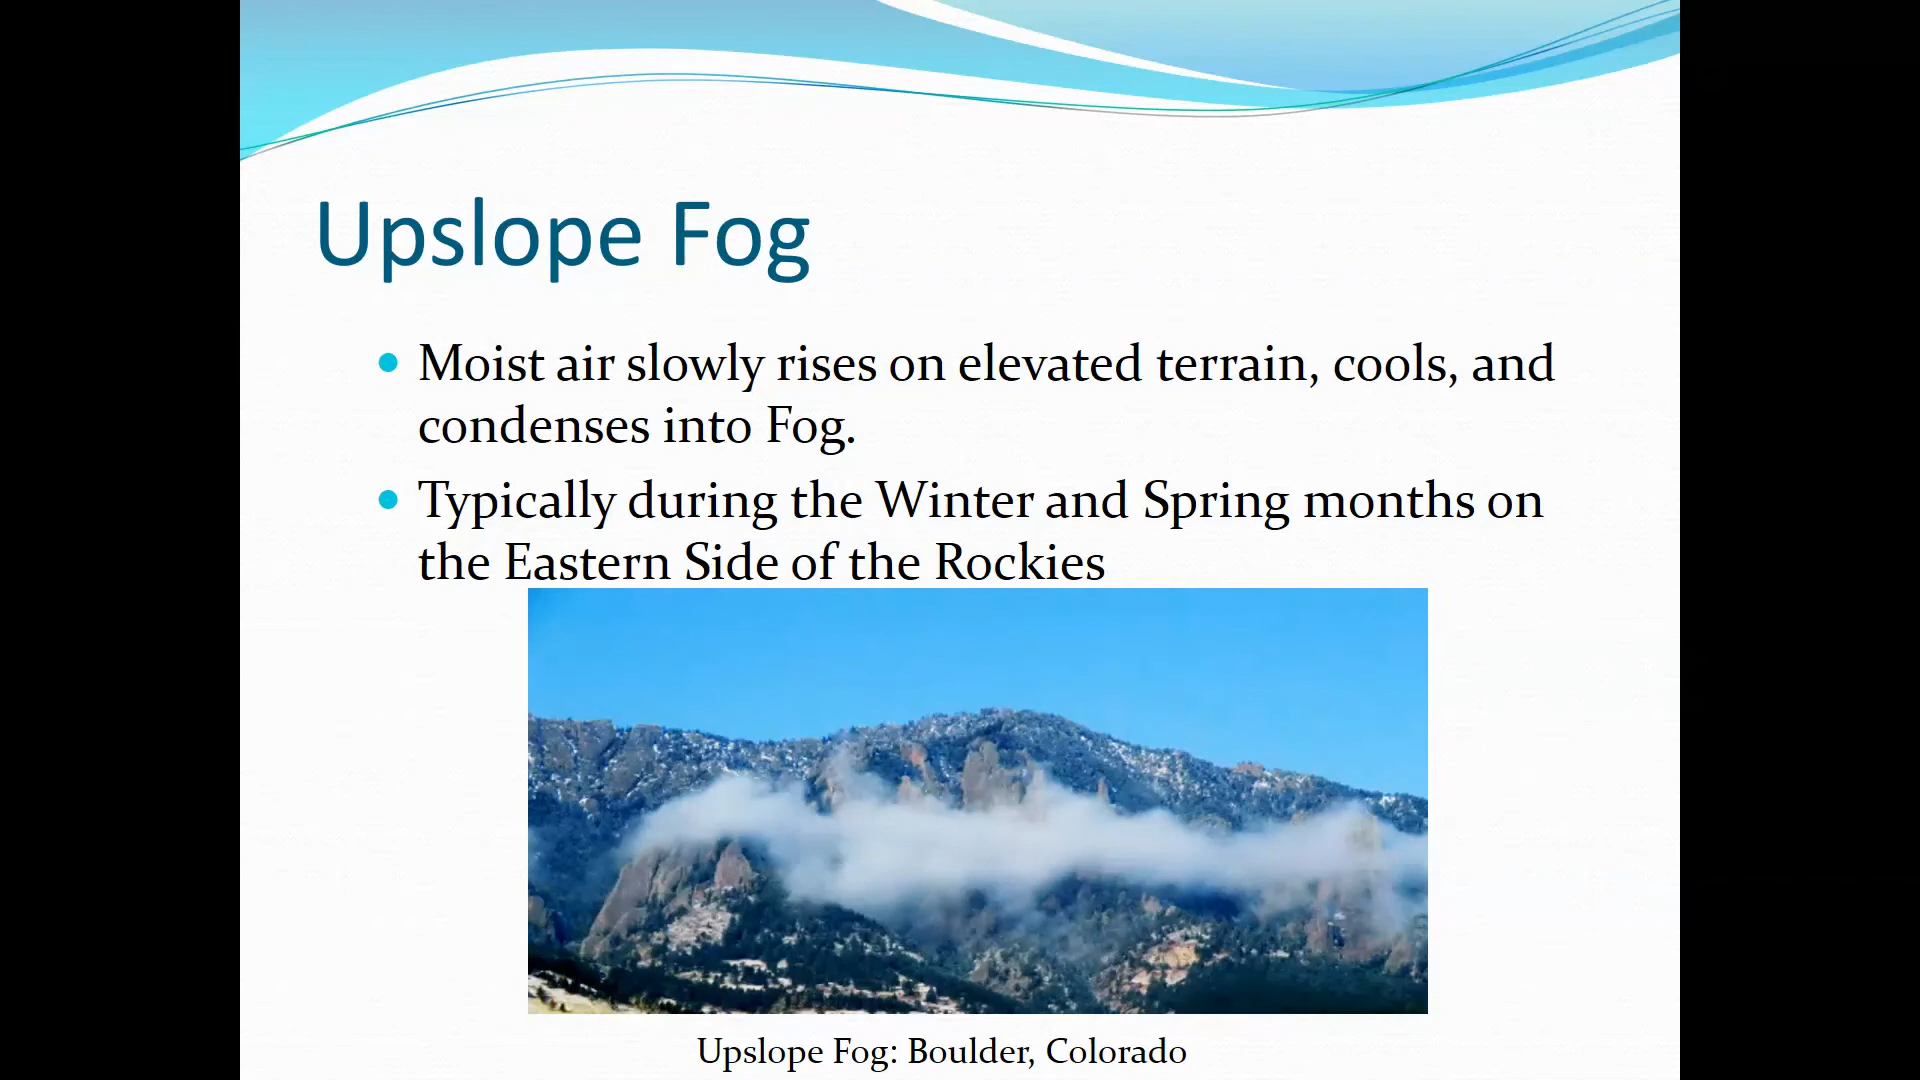 Upslope Fog
Moist air slowly rises on elevated terrain, cools, and
condenses into Fog.
Typically during the Winter and Spring months on
the Eastern Side of the Rockies
Upslope Fog: Boulder, Colorado